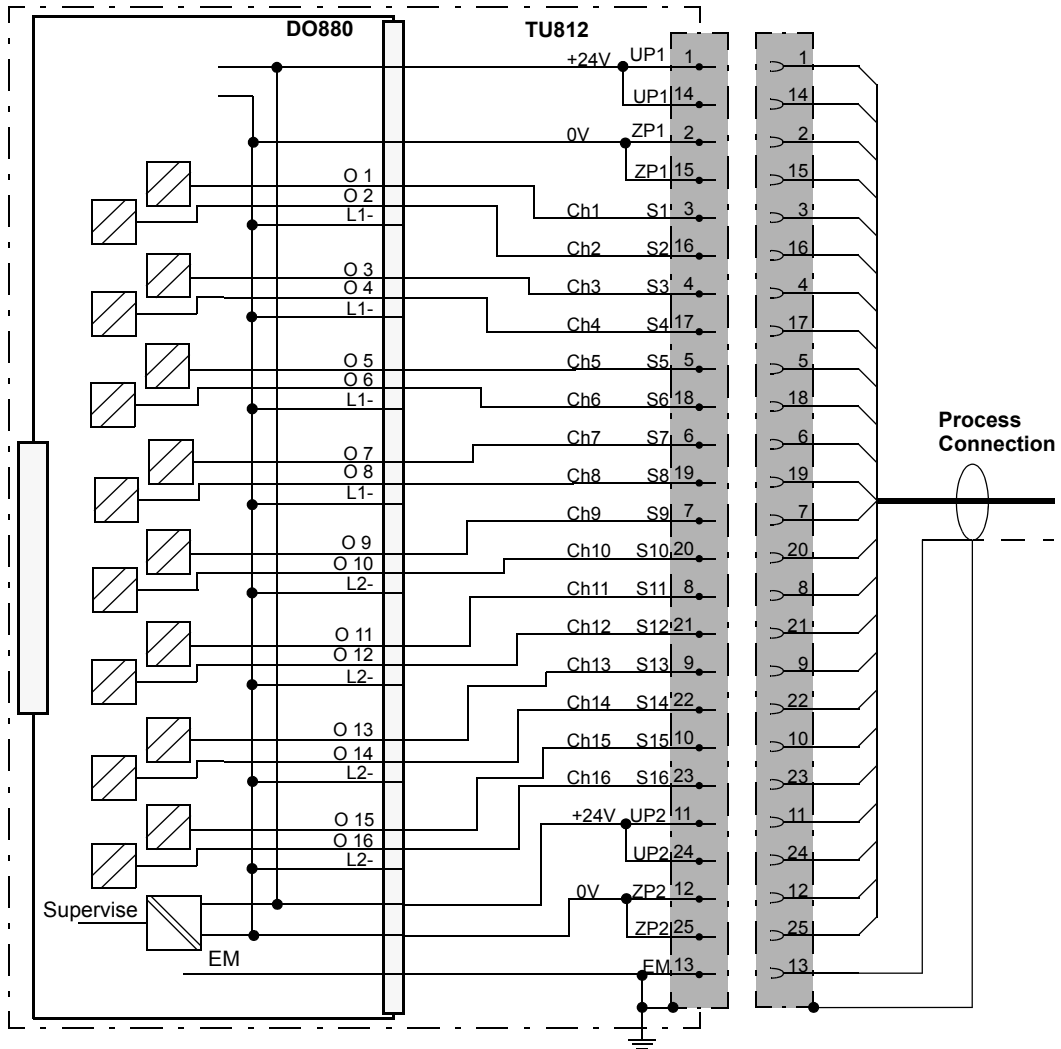 DO880 TU812
+24V UP1 1 1
UP1 14 14
0V ZP1 2 2
ZP1 15 15
O 1
O 2
L1-
Ch1 S1 3 3
Ch2 S2 16 16
O 3
O 4
L1-
Ch3 S3 4 4
Ch4 S4 17 17
O 5
O 6
L1-
Ch5 S5 5 5
Ch6 S6 18 18
Process
Connection
O 7
O 8
L1-
Ch7 S7 6 6
Ch8 S8 19 19
O 9
O 10
L2-
Ch9 S9 7 7
Ch10 S10 20 20
O 11
O 12
L2-
Ch11 S11 8 8
Ch12 S12 21 21
O 13
O 14
L2-
Ch13 S13 9 9
Ch14 S14 22 22
O 15
O 16
L2-
Ch15 S15 10 10
Ch16 S16 23 23
+24V UP2 11 11
UP2 24 24
Supervise
0V ZP2 12 12
ZP2 25 25
EM
EM 13 13